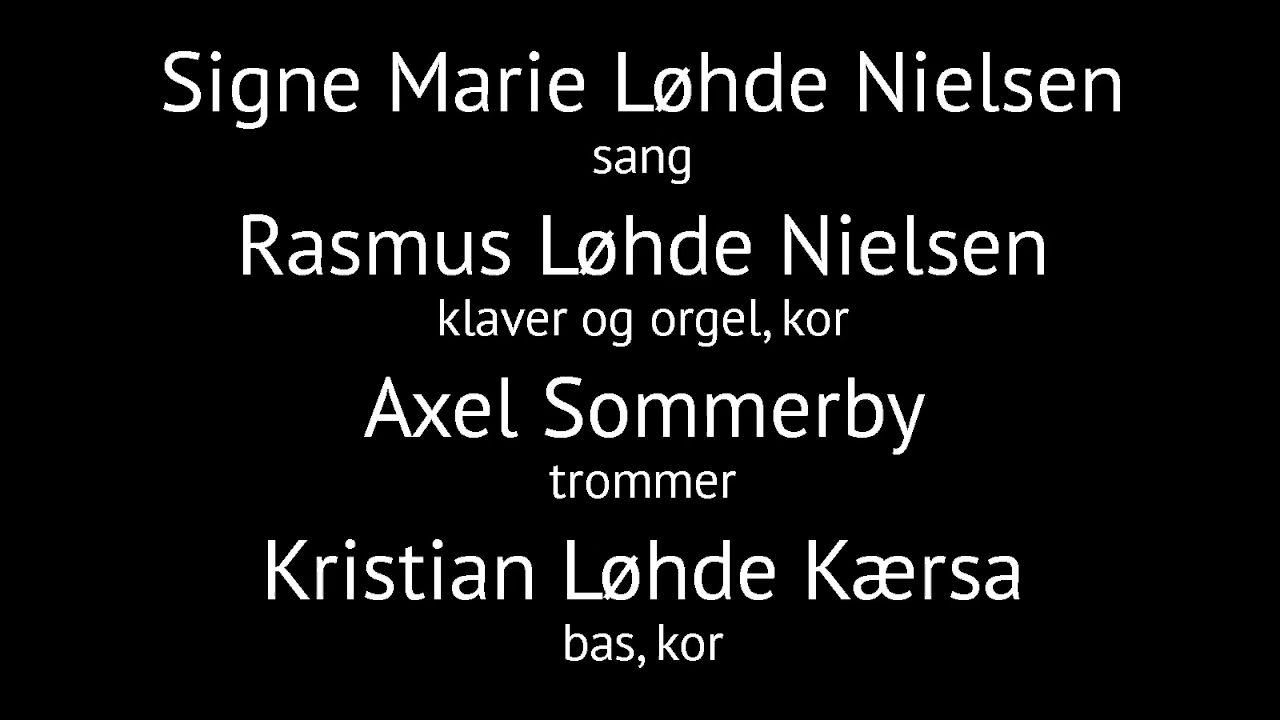 Signe Marie Løhde Nielsen
sang
Rasmus Løhde Nielsen
klaver og orgel, kor
Axel Sommerby
trommer
Kristian Løhde Kærsa
bas, kor